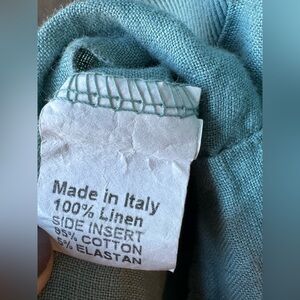 Made in Italy
100% Linen
SIDE INSERT
95% COTTON
5% ELASTAN